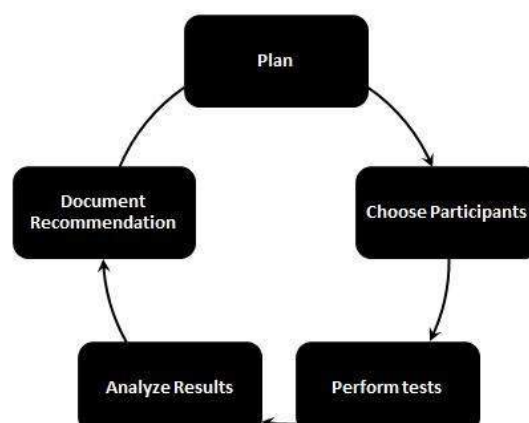 Plan
Choose Participants
Perform tests
Analyze Results
Document
Recommendation